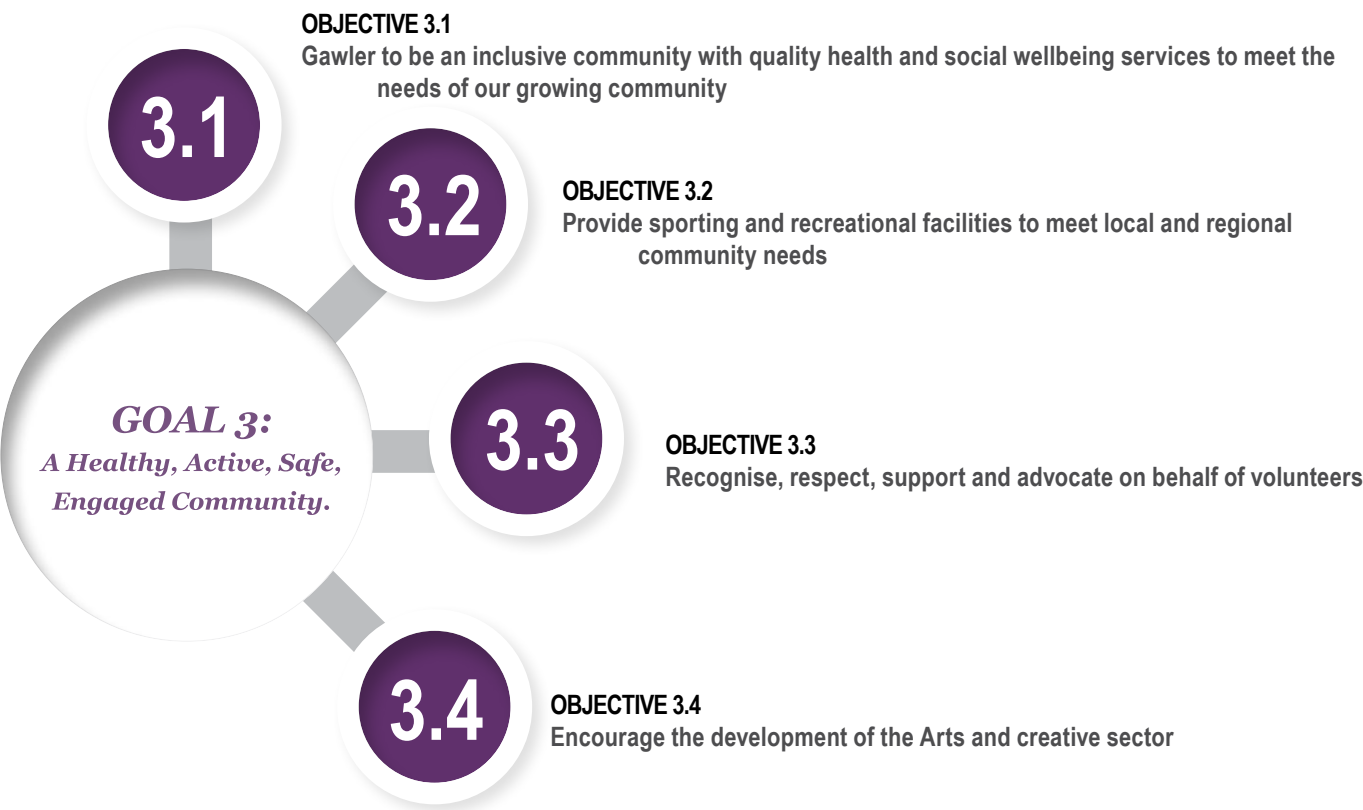 OBJECTIVE 3.1
Gawler to be an inclusive community with quality health and social wellbeing services to meet the
needs of our growing community
3.1
OBJECTIVE 3.2
Provide sporting and recreational facilities to meet local and regional
community needs
3.2
GOAL 3:
A Healthy, Active, Safe,
Engaged Community.
3.3
OBJECTIVE 3.3
Recognise, respect, support and advocate on behalf of volunteers
3.4
OBJECTIVE 3.4
Encourage the development of the Arts and creative sector